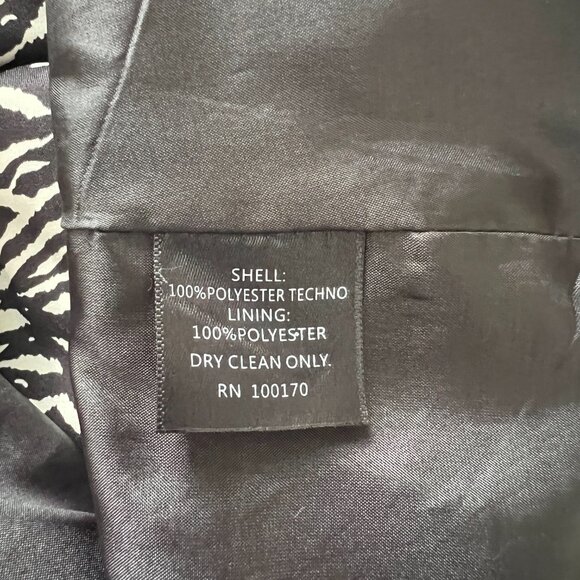 SHELL:
100%POLYESTER TECHNO
LINING:
100%POLYESTER
DRY CLEAN ONLY.
RN 100170